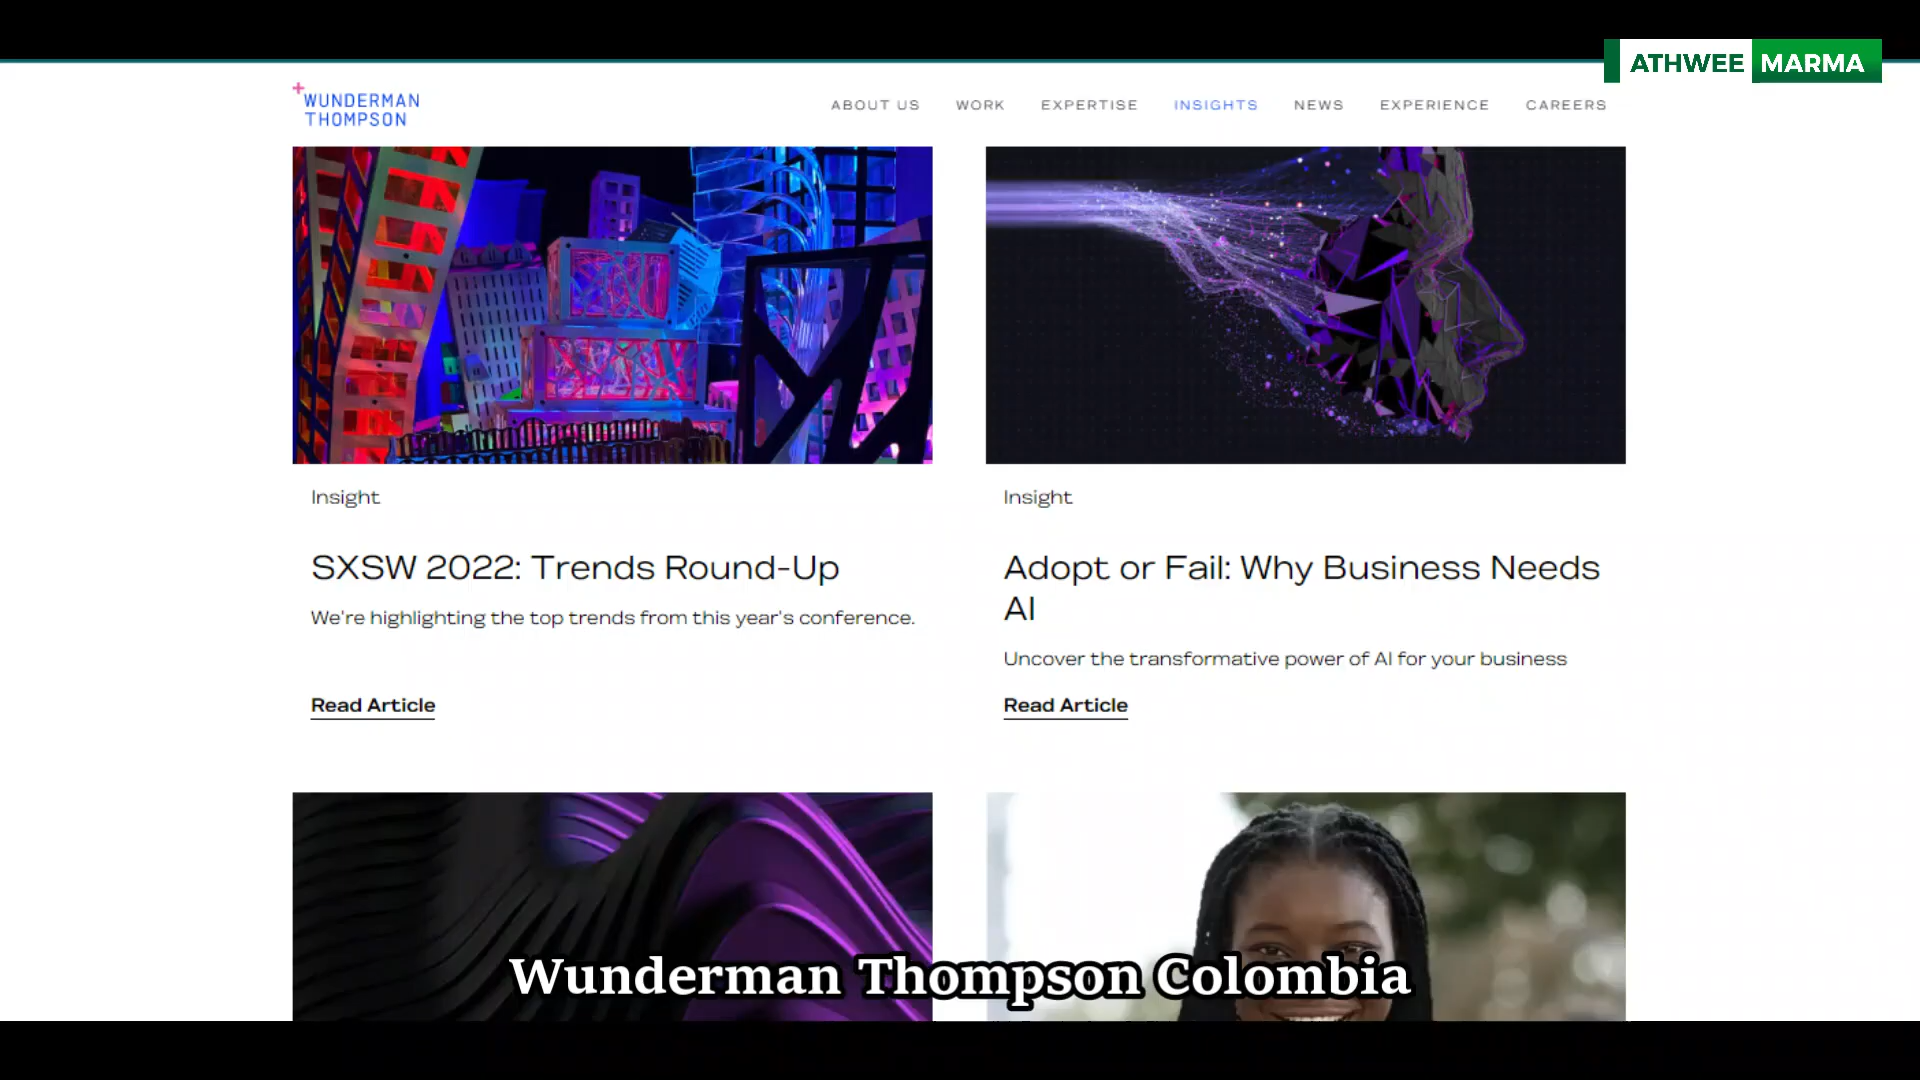 ATHWEE MARMA
WUNDERMAN
THOMPSON
ABOUT US WORK EXPERTISE INSIGHTS NEWS EXPERIENCE CAREERS
Insight
SXSW 2022: Trends Round-Up
We're highlighting the top trends from this year's conference.
Read Article
Insight
Adopt or Fail: Why Business Needs
AI
Uncover the transformative power of AI for your business
Read Article
Wunderman Thompson Colombia